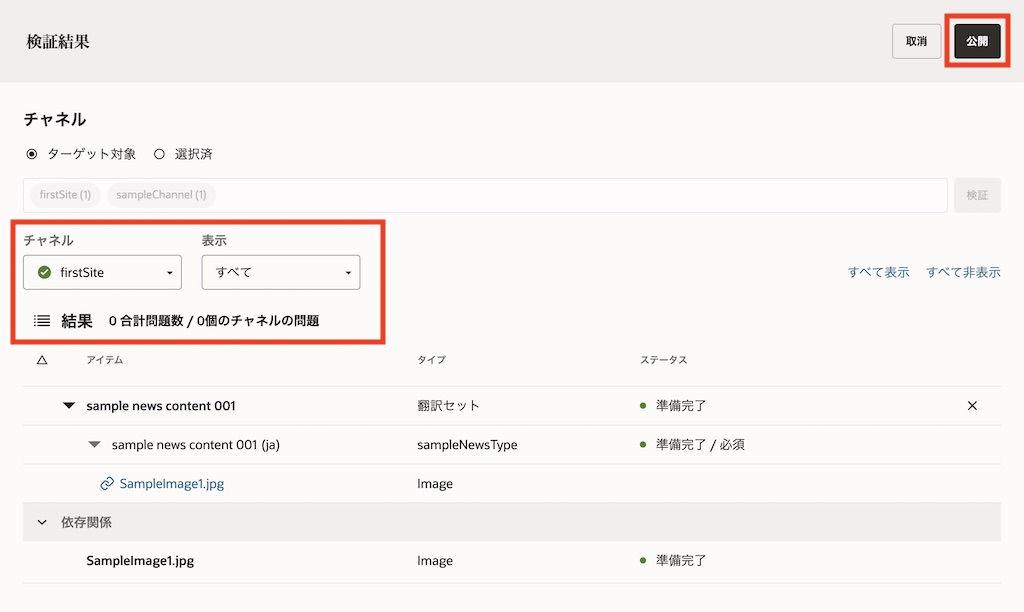 検証結果
取消
公開
チャネル
ターゲット対象 選択済
firstSite (1) sampleChannel (1)
検証
チャネル 表示
firstSite すべて
すべて表示 すべて非表示
結果 0 合計問題数 / 0個のチャネルの問題
アイテム タイプ ステータス
sample news content 001 翻訳セット 準備完了
sample news content 001 (ja) sampleNewsType 準備完了 / 必須
SampleImage1.jpg Image
依存関係
SampleImage1.jpg Image 準備完了